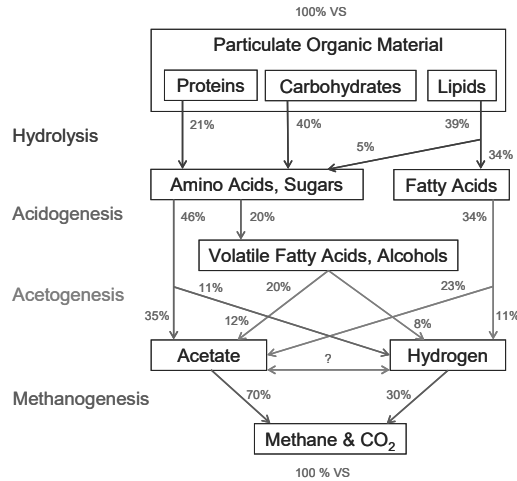 100% VS
Particulate Organic Material
Proteins Carbohydrates Lipids
21% 40% 39%
Hydrolysis
5%
34%
Amino Acids, Sugars Fatty Acids
Acidogenesis
46% 20% 34%
Volatile Fatty Acids, Alcohols
Acetogenesis
11% 20% 23%
35% 12% 8% 11%
Acetate ? Hydrogen
Methanogenesis
70% 30%
Methane & CO₂
100 % VS